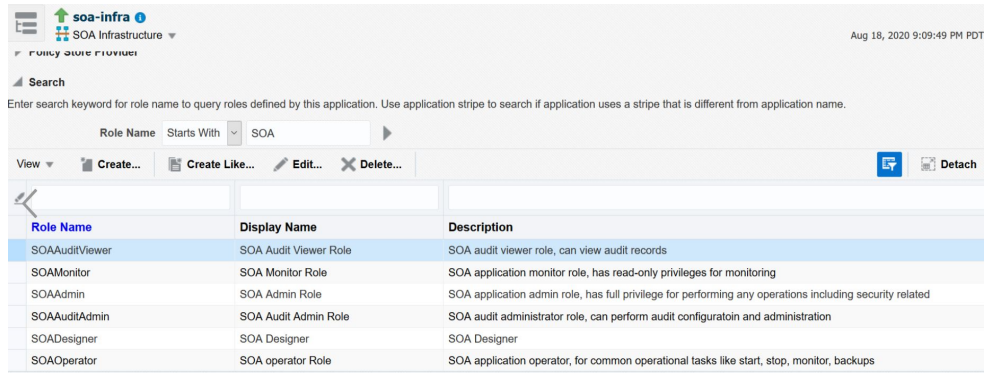 soa-infra
SOA Infrastructure
Aug 18, 2020 9:09:49 PM PDT
Policy Store Provider
Search
Enter search keyword for role name to query roles defined by this application. Use application stripe to search if application uses a stripe that is different from application name.
Role Name Starts With SOA
View Create... Create Like... Edit... Delete... Detach
Role Name Display Name Description
SOAAuditViewer SOA Audit Viewer Role SOA audit viewer role, can view audit records
SOAMonitor SOA Monitor Role SOA application monitor role, has read-only privileges for monitoring
SOAAdmin SOA Admin Role SOA application admin role, has full privilege for performing any operations including security related
SOAAuditAdmin SOA Audit Admin Role SOA audit administrator role, can perform audit configuratoin and administration
SOADesigner SOA Designer SOA Designer
SOAOperator SOA operator Role SOA application operator, for common operational tasks like start, stop, monitor, backups